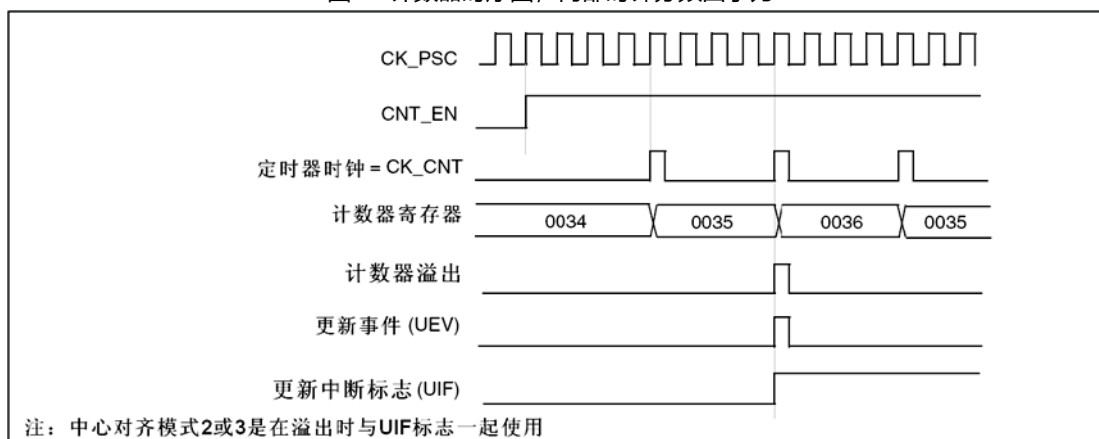 CK_PSC
CNT_EN
定时器时钟 = CK_CNT
计数器寄存器
0034
0035
0036
0035
计数器溢出
更新事件 (UEV)
更新中断标志 (UIF)
注：中心对齐模式2或3是在溢出时与UIF标志一起使用